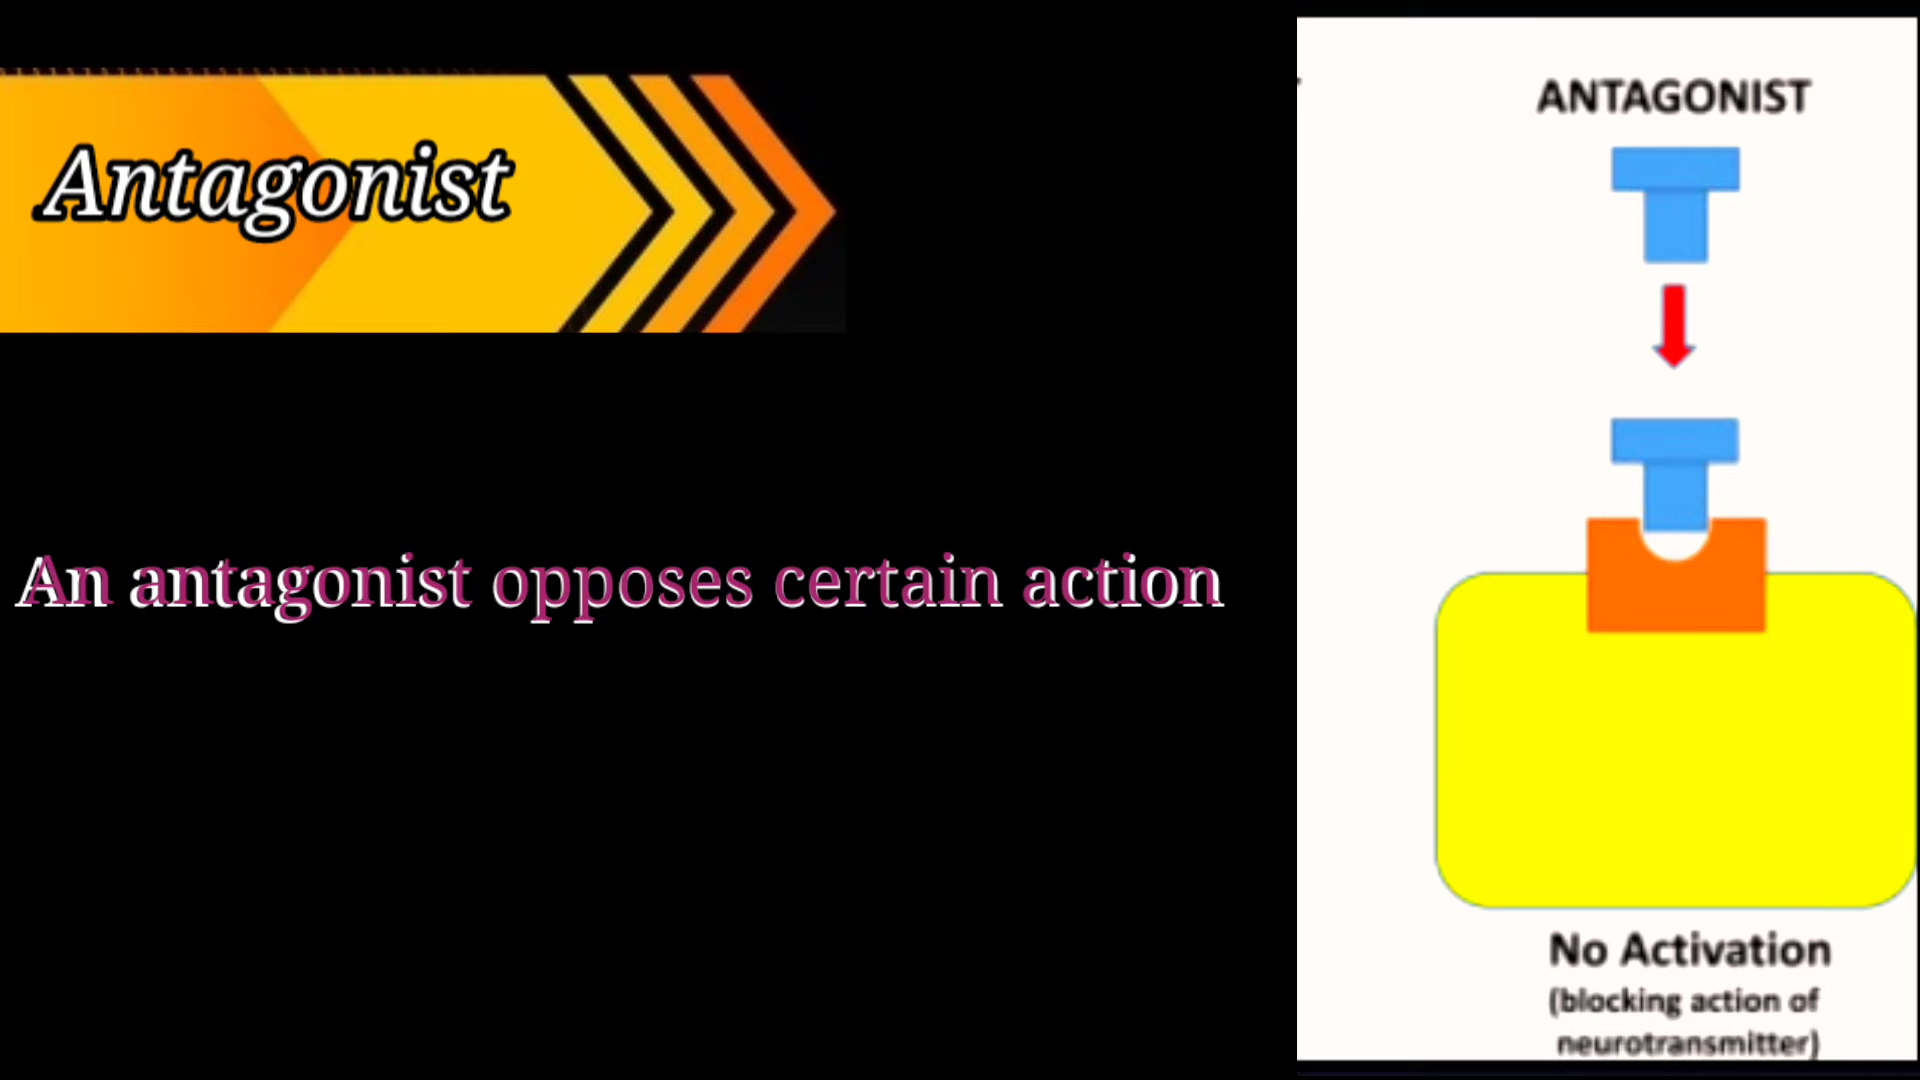 Antagonist
An antagonist opposes certain action
ANTAGONIST
No Activation
(blocking action of
neurotransmitter)